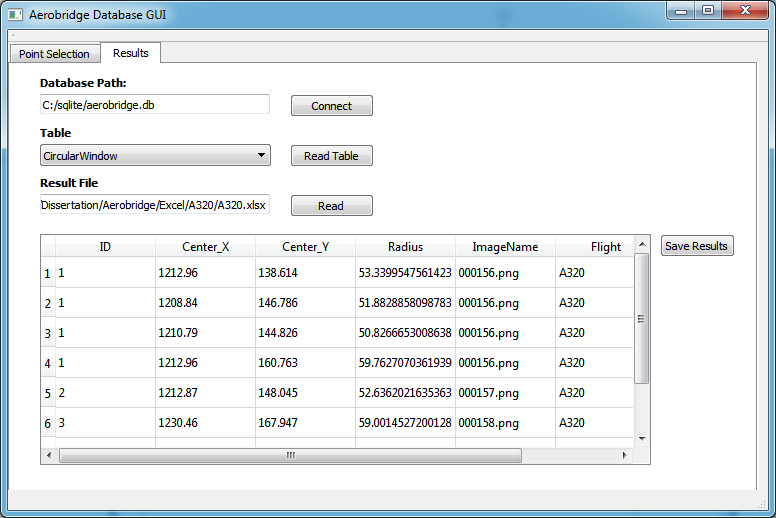 Aerobridge Database GUI
Point Selection Results
Database Path:
C:/sqlite/aerobridge.db Connect
Table
CircularWindow Read Table
Result File
Dissertation/Aerobridge/Excel/A320/A320.xlsx Read
ID Center_X Center_Y Radius ImageName Flight Save Results
1 1 1212.96 138.614 53.3399547561423 000156.png A320
2 1 1208.84 146.786 51.8828858098783 000156.png A320
3 1 1210.79 144.826 50.8266653008638 000156.png A320
4 1 1212.96 160.763 59.7627070361939 000156.png A320
5 2 1212.87 148.045 52.6362021635363 000157.png A320
6 3 1230.46 167.947 59.0014527200128 000158.png A320